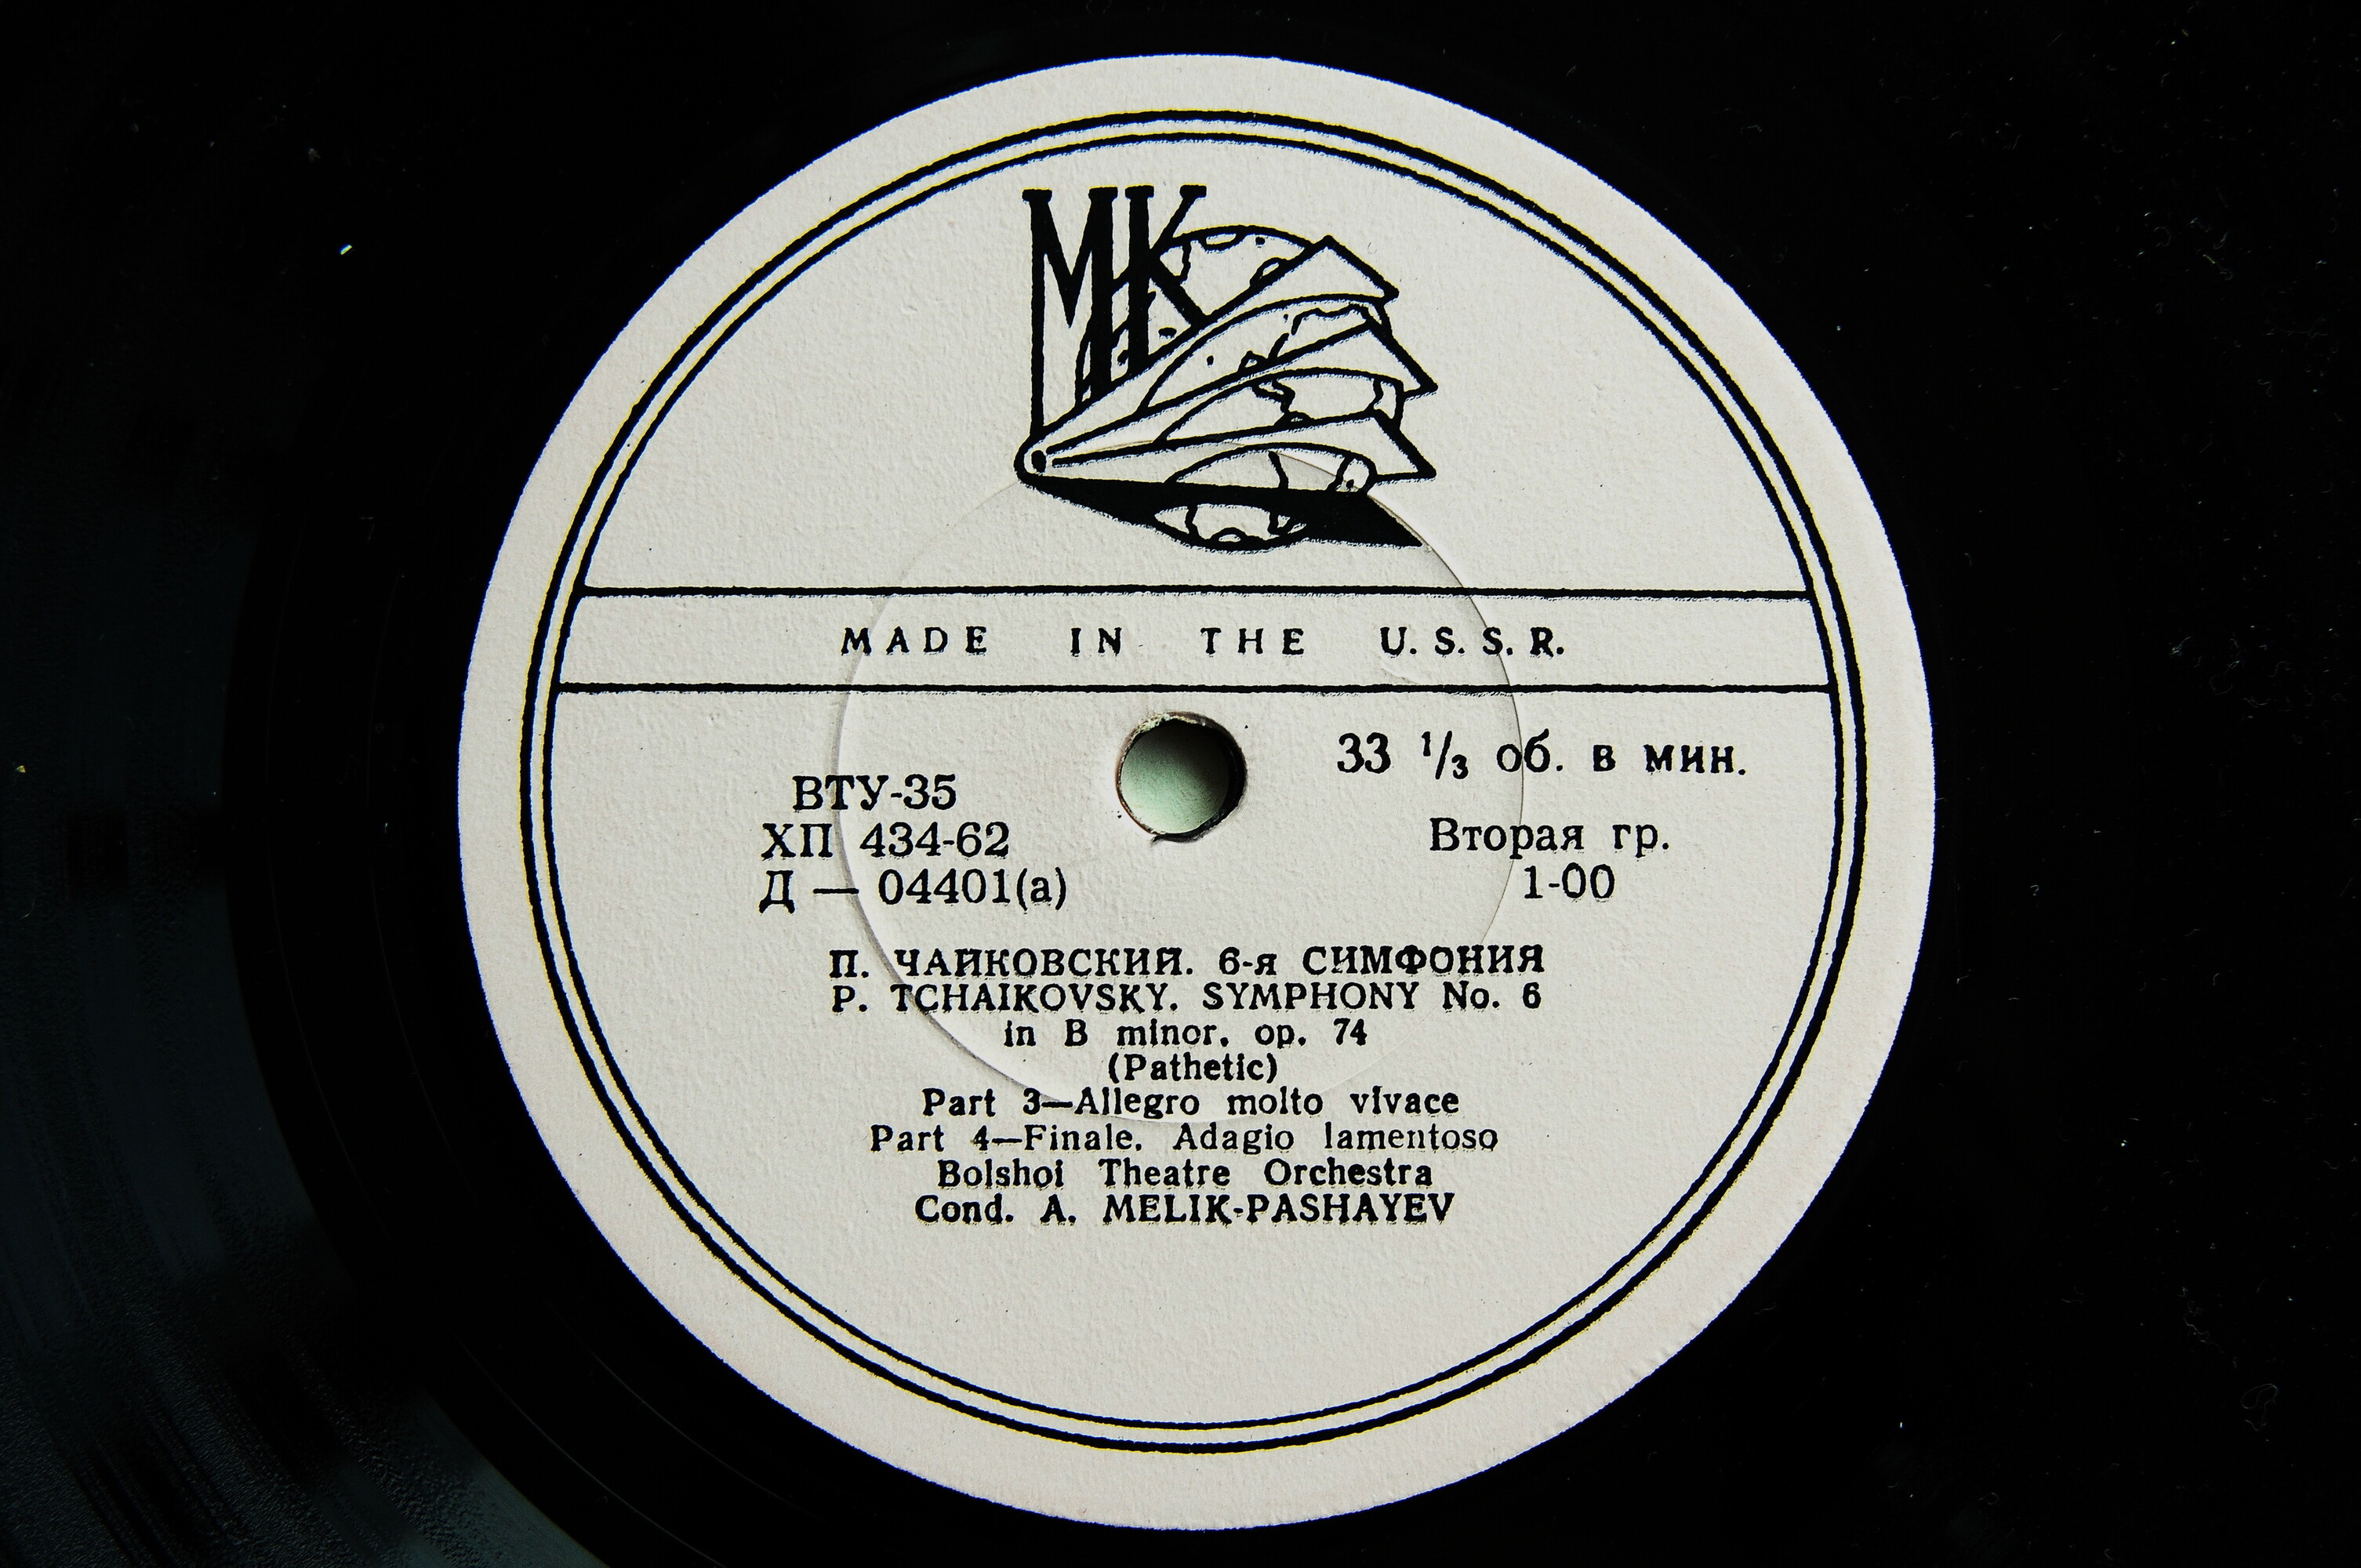 МК
MADE IN THE U.S.S.R.
33 1/3 об. в мин.
ВТУ-35
ХП 434-62
Д — 04401(а)
Вторая гр.
1-00
П. ЧАЙКОВСКИЙ. 6-я СИМФОНИЯ
P. TCHAIKOVSKY. SYMPHONY No. 6
in B minor. op. 74
(Pathetic)
Part 3—Allegro molto vivace
Part 4—Finale. Adagio lamentoso
Bolshoi Theatre Orchestra
Cond. A. MELIK-PASHAYEV